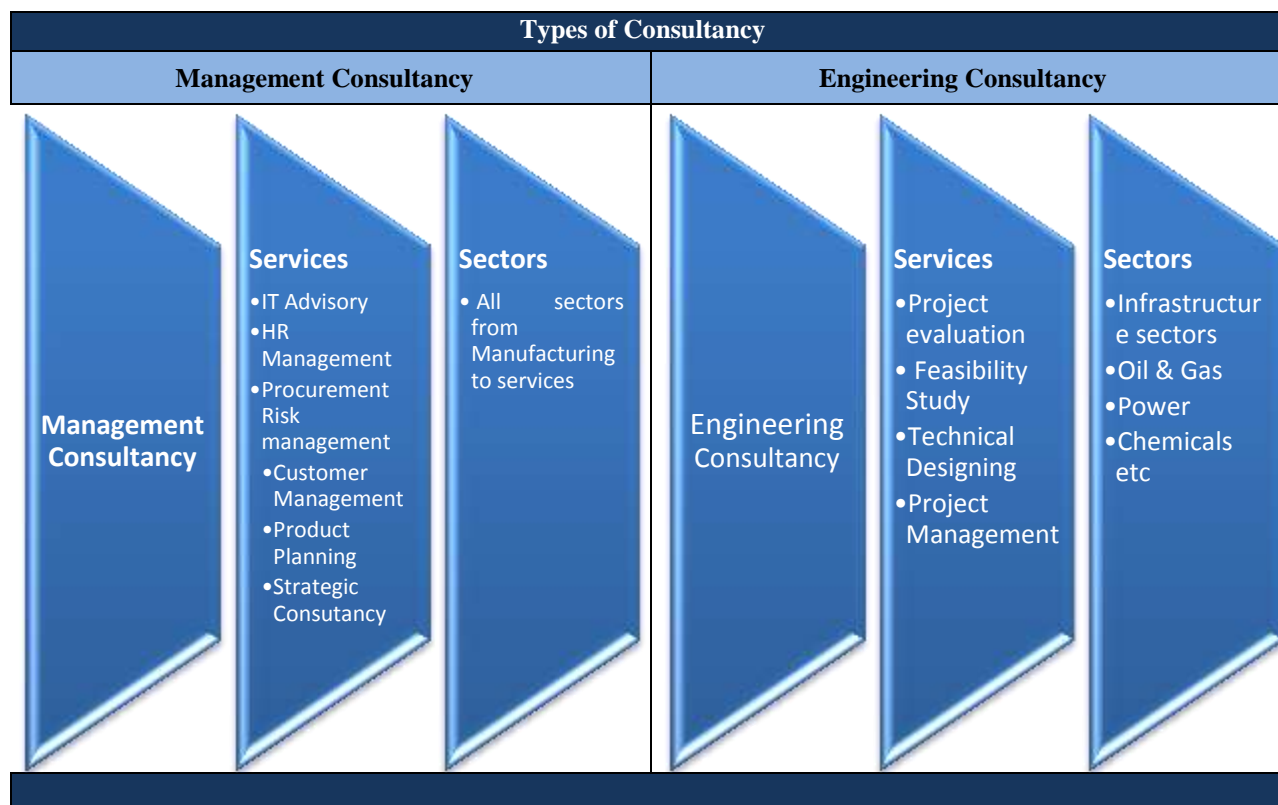 Types of Consultancy
Management Consultancy
Engineering Consultancy
Management
Consultancy
Services
•IT Advisory
•HR
Management
•Procurement
Risk
management
•Customer
Management
•Product
Planning
•Strategic
Consutancy
Sectors
• All sectors
from
Manufacturing
to services
Engineering
Consultancy
Services
•Project
evaluation
• Feasibility
Study
•Technical
Designing
•Project
Management
Sectors
•Infrastructur
e sectors
•Oil & Gas
•Power
•Chemicals
etc